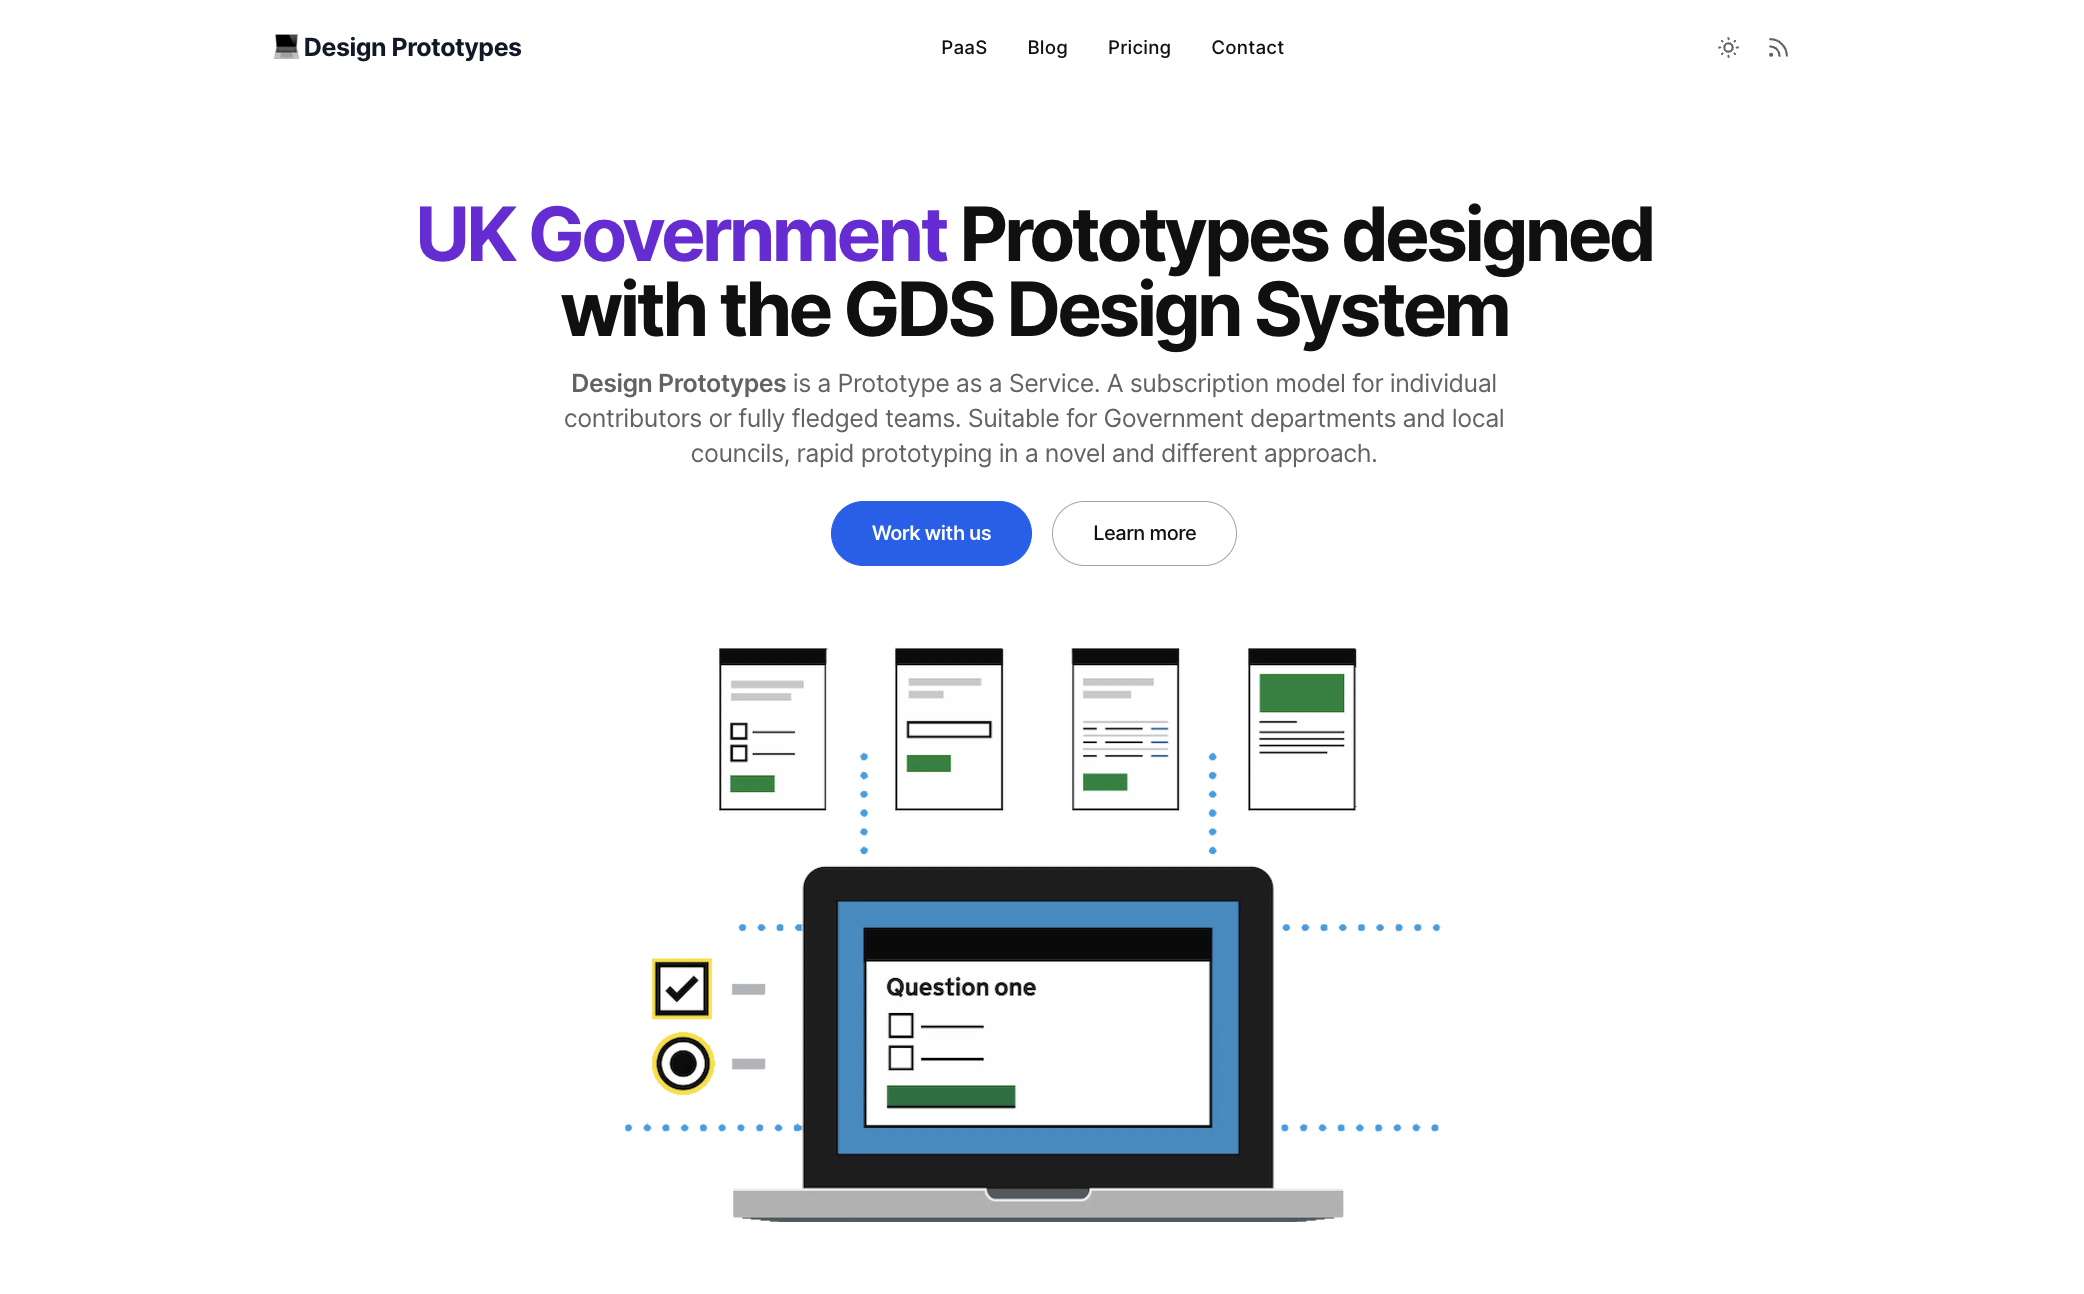 Design Prototypes
PaaS
Blog
Pricing
Contact
UK Government Prototypes designed
with the GDS Design System
Design Prototypes is a Prototype as a Service. A subscription model for individual
contributors or fully fledged teams. Suitable for Government departments and local
councils, rapid prototyping in a novel and different approach.
Work with us
Learn more
Question one